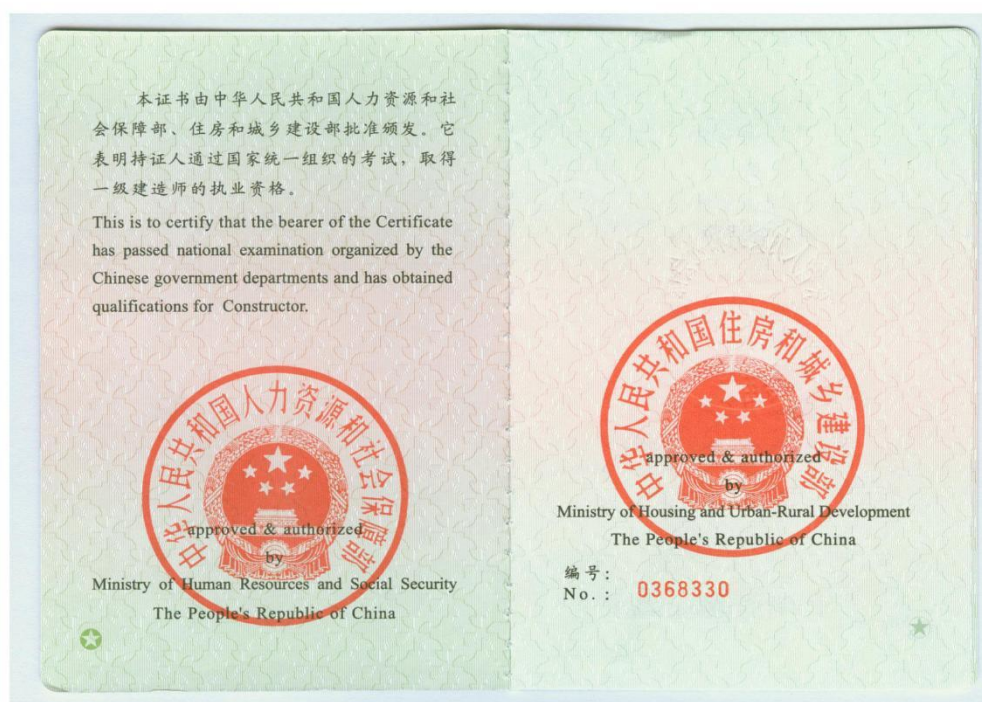 本证书由中华人民共和国人力资源和社
会保障部、住房和城乡建设部批准颁发。它
表明持证人通过国家统一组织的考试，取得
一级建造师的执业资格。
This is to certify that the bearer of the Certificate
has passed national examination organized by the
Chinese government departments and has obtained
qualifications for Constructor.
中华人民共和国人力资源和社会保障部
approved & authorized
by
Ministry of Human Resources and Social Security
The People's Republic of China
中华人民共和国住房和城乡建设部
approved & authorized
by
Ministry of Housing and Urban-Rural Development
The People's Republic of China
编号:
No.: 0368330